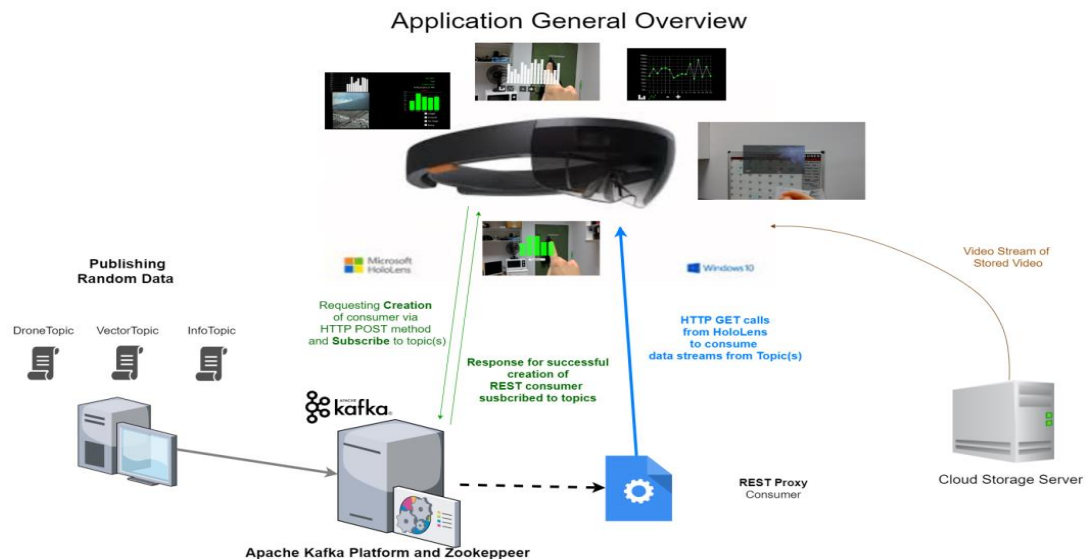 Application General Overview
Microsoft
HoloLens
Windows 10
Video Stream of
Stored Video
Publishing
Random Data
Requesting Creation
of consumer via
HTTP POST method
and Subscribe to topic(s)
HTTP GET calls
from HoloLens
to consume
data streams from Topic(s)
DroneTopic
VectorTopic
InfoTopic
Response for successful
creation of
REST consumer
susbcribed to topics
APACHE
kafka
REST Proxy
Consumer
Cloud Storage Server
Apache Kafka Platform and Zookeppeer